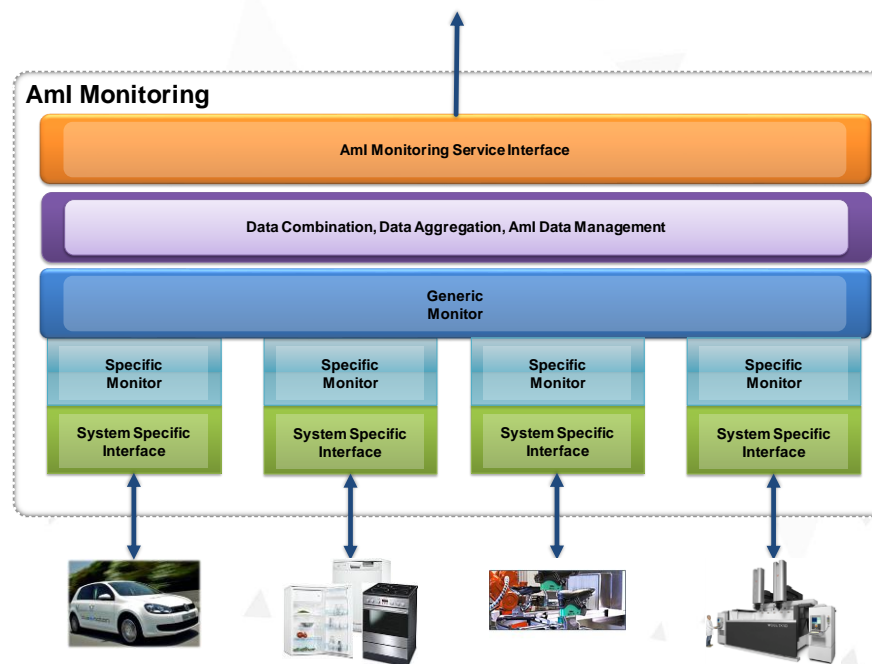 AmI Monitoring
AmI Monitoring Service Interface
Data Combination, Data Aggregation, AmI Data Management
Generic
Monitor
Specific
Monitor
Specific
Monitor
Specific
Monitor
Specific
Monitor
System Specific
Interface
System Specific
Interface
System Specific
Interface
System Specific
Interface